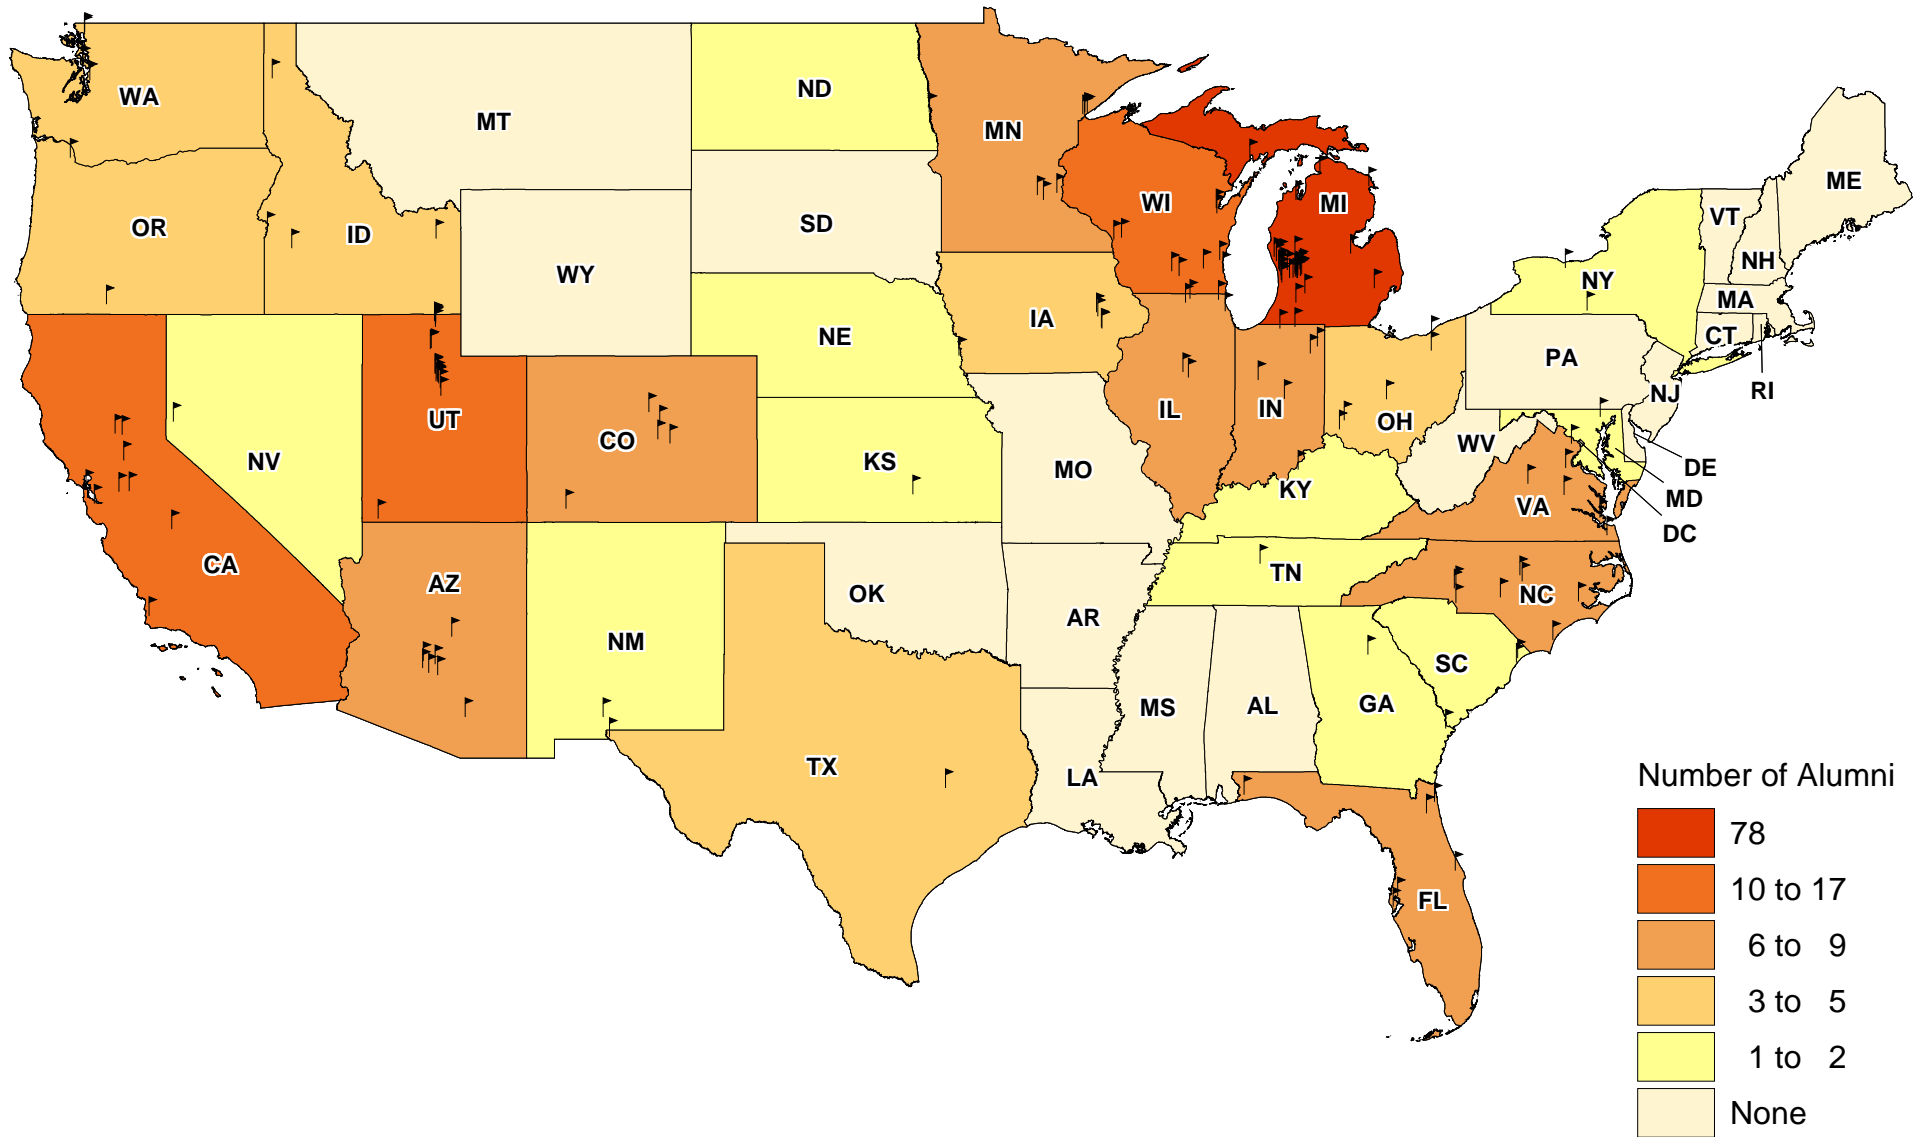 WA
MT
ND
MN
WI
MI
ME
VT
NH
OR
ID
WY
SD
NY
MA
CT
RI
IA
NE
PA
NJ
NV
UT
CO
KS
MO
IL
IN
OH
WV
KY
VA
DE
MD
DC
CA
AZ
NM
OK
AR
TN
NC
SC
TX
LA
MS
AL
GA
FL
Number of Alumni
78
10 to 17
6 to 9
3 to 5
1 to 2
None